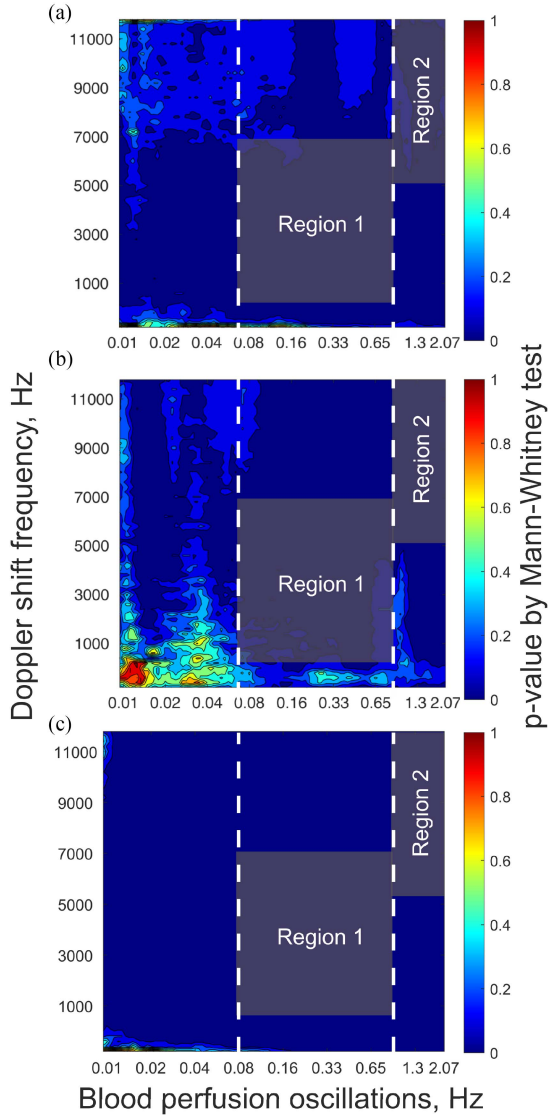 (a)
11000
9000
7000
5000
3000
1000
Region 1
Region 2
0.01 0.02 0.04 0.08 0.16 0.33 0.65 1.3 2.07
1
0.8
0.6
0.4
0.2
0
(b)
11000
9000
7000
5000
3000
1000
Region 1
Region 2
0.01 0.02 0.04 0.08 0.16 0.33 0.65 1.3 2.07
1
0.8
0.6
0.4
0.2
0
(c)
11000
9000
7000
5000
3000
1000
Region 1
Region 2
0.01 0.02 0.04 0.08 0.16 0.33 0.65 1.3 2.07
1
0.8
0.6
0.4
0.2
0
Doppler shift frequency, Hz
p-value by Mann-Whitney test
Blood perfusion oscillations, Hz